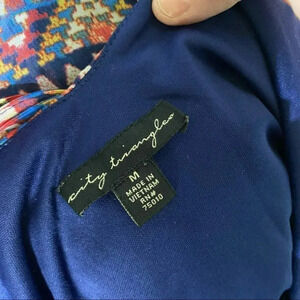 city triangles
M
MADE IN
VIETNAM
RN#
75010